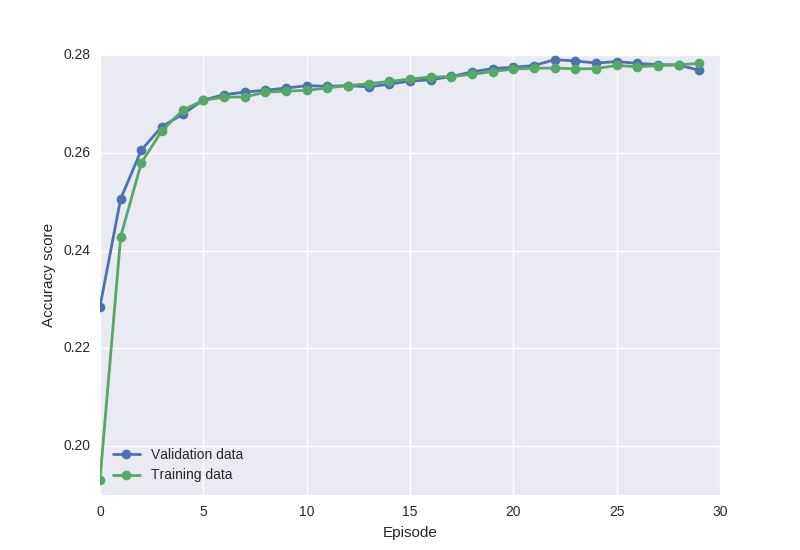 0.28
0.26
0.24
0.22
0.20
Accuracy score
Validation data
Training data
0 5 10 15 20 25 30
Episode